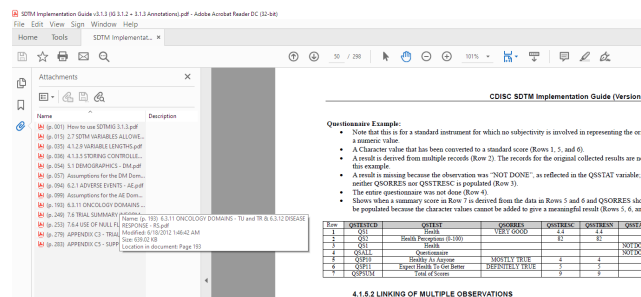 SDTM Implementation Guide v3.1.3 (IG 3.1.2 + 3.1.3 Annotations).pdf - Adobe Acrobat Reader DC (32-bit)
File Edit View Sign Window Help
Home Tools SDTM Implementat... ×
50 / 298 101%
Attachments ×
Name Description
(p. 001) How to use SDTMIG 3.1.3.pdf
(p. 015) 2.7 SDTM VARIABLES ALLOWE...
(p. 035) 4.1.2.9 VARIABLE LENGTHS.pdf
(p. 036) 4.1.3.5 STORING CONTROLLE...
(p. 054) 5.1 DEMOGRAPHICS - DM.pdf
(p. 057) Assumptions for the DM Dom...
(p. 094) 6.2.1 ADVERSE EVENTS - AE.pdf
(p. 098) Assumptions for the AE Dom...
(p. 193) 6.3.11 ONCOLOGY DOMAINS...
(p. 249) 7.6 TRIAL SUMMARY
(p. 253) 7.6.4 USE OF NULL FL
(p. 279) APPENDIX C3 - TRIAL
(p. 283) APPENDIX C5 - SUPP
Name: (p. 193) 6.3.11 ONCOLOGY DOMAINS - TU and TR & 6.3.12 DISEASE
RESPONSE - RS.pdf
Modified: 6/18/2012 1:46:42 AM
Size: 639.02 KB
Location in document: Page 193
CDISC SDTM Implementation Guide (Version
Questionnaire Example:
• Note that this is for a standard instrument for which no subjectivity is involved in representing the or
a numeric value.
• A Character value that has been converted to a standard score (Rows 1, 5, and 6).
• A result is derived from multiple records (Row 2). The records for the original collected results are no
this example.
• A result is missing because the observation was "NOT DONE", as reflected in the QSSTAT variable,
neither QSORRES nor QSSTRESC is populated (Row 3).
• The entire questionnaire was not done (Row 4).
• Shows when a summary score in Row 7 is derived from the data in Rows 5 and 6 and QSORRES sho
be populated because the character values cannot be added to give a meaningful result (Rows 5, 6, an
Row QSTESTCD QSTEST QSORRES QSSTRESC QSSTRESN QSSTA
1 QS1 Health VERY GOOD 4.4 4.4
2 QS2 Health Perceptions (0-100) 82 82
3 QS1 Health NOT DO
4 QSALL Questionnaire NOT DO
5 QSP10 Healthy As Anyone MOSTLY TRUE 4 4
6 QSP11 Expect Health To Get Better DEFINITELY TRUE 5 5
7 QSPSUM Total of Scores 9 9
4.1.5.2 LINKING OF MULTIPLE OBSERVATIONS